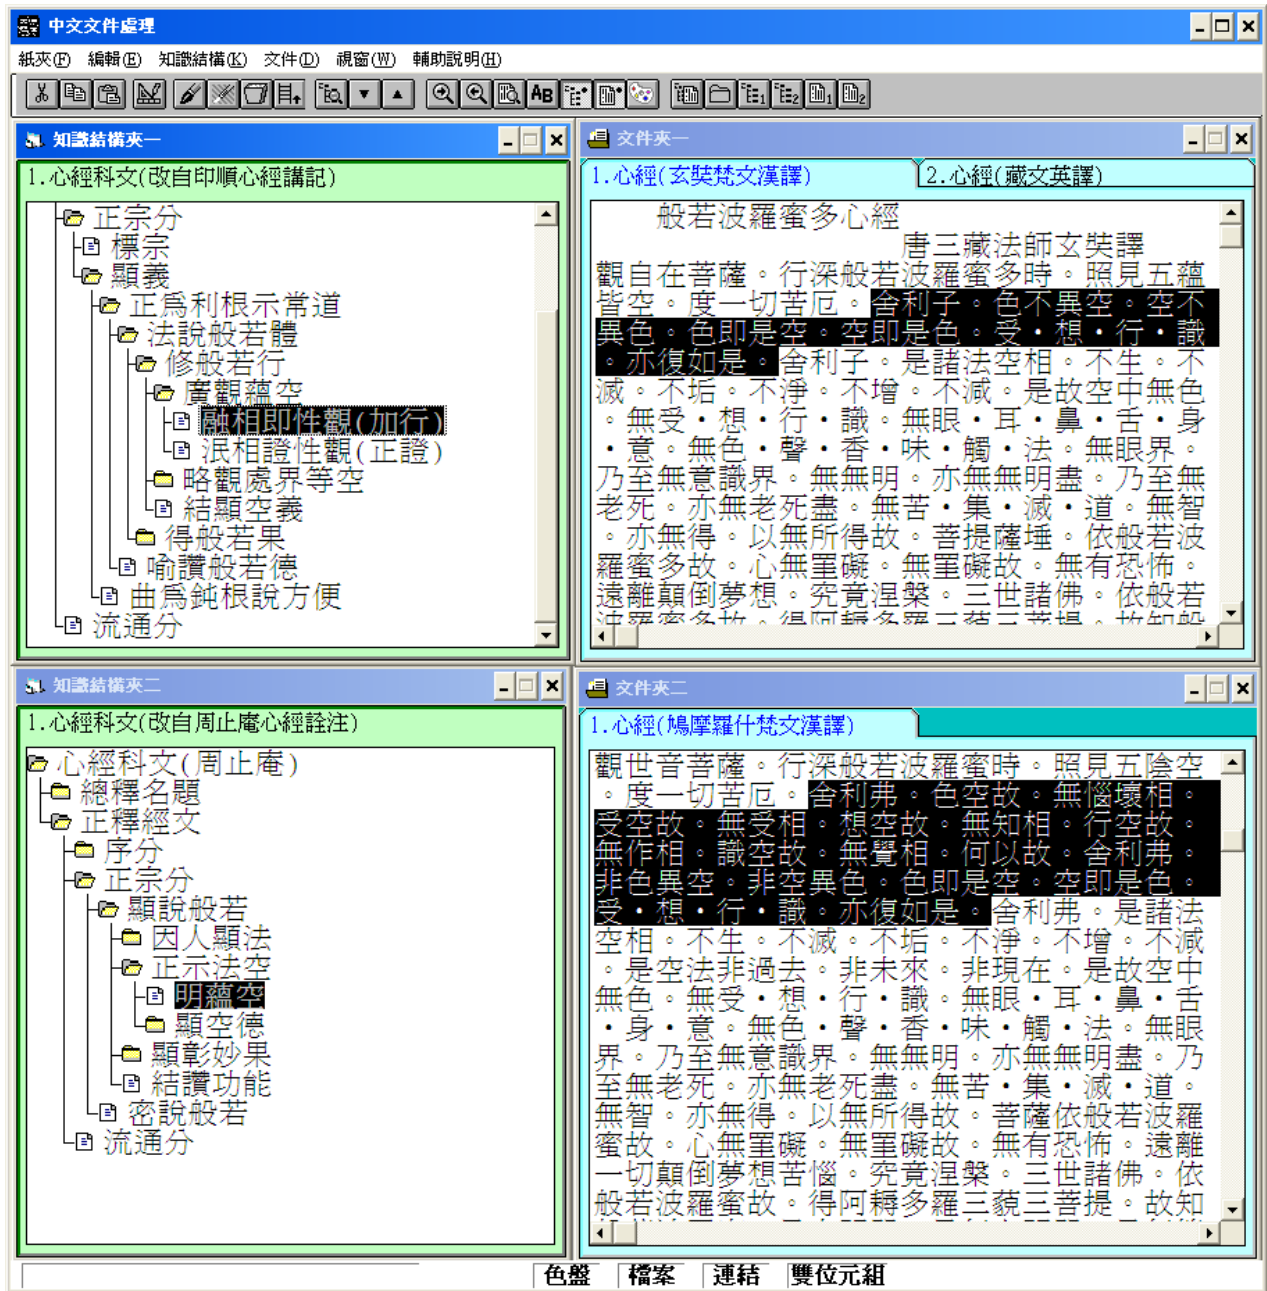 中文文件處理
紙夾(F) 編輯(E) 知識結構(K) 文件(D) 視窗(W) 輔助說明(H)
AB
1
2
1
2
知識結構夾一
1.心經科文(改自印順心經講記)
正宗分
標宗
顯義
正爲利根示常道
法說般若體
修般若行
廣觀蘊空
融相即性觀(加行)
泯相證性觀(正證)
略觀處界等空
結顯空義
得般若果
喻讚般若德
曲爲鈍根說方便
流通分
文件夾一
1.心經(玄奘梵文漢譯) 2.心經(藏文英譯)
般若波羅蜜多心經
唐三藏法師玄奘譯
觀自在菩薩。行深般若波羅蜜多時。照見五蘊
皆空。度一切苦厄。舍利子。色不異空。空不
異色。色即是空。空即是色。受・想・行・識
。亦復如是。舍利子。是諸法空相。不生。不
滅。不垢。不淨。不增。不減。是故空中無色
。無受・想・行・識。無眼・耳・鼻・舌・身
・意。無色・聲・香・味・觸・法。無眼界。
乃至無意識界。無無明。亦無無明盡。乃至無
老死。亦無老死盡。無苦・集・滅・道。無智
。亦無得。以無所得故。菩提薩埵。依般若波
羅蜜多故。心無罣礙。無罣礙故。無有恐怖。
遠離顛倒夢想。究竟涅槃。三世諸佛。依般若
波羅蜜多故。得阿耨多羅三藐三菩提。故知般
知識結構夾二
1.心經科文(改自周止庵心經詮注)
心經科文(周止庵)
總釋名題
正釋經文
序分
正宗分
顯說般若
因人顯法
正示法空
明蘊空
顯空德
顯彰妙果
結讚功能
密說般若
流通分
文件夾二
1.心經(鳩摩羅什梵文漢譯)
觀世音菩薩。行深般若波羅蜜時。照見五陰空
。度一切苦厄。舍利弗。色空故。無惱壞相。
受空故。無受相。想空故。無知相。行空故。
無作相。識空故。無覺相。何以故。舍利弗。
非色異空。非空異色。色即是空。空即是色。
受・想・行・識。亦復如是。舍利弗。是諸法
空相。不生。不滅。不垢。不淨。不增。不減
。是空法非過去。非未來。非現在。是故空中
無色。無受・想・行・識。無眼・耳・鼻・舌
・身・意。無色・聲・香・味・觸・法。無眼
界。乃至無意識界。無無明。亦無無明盡。乃
至無老死。亦無老死盡。無苦・集・滅・道。
無智。亦無得。以無所得故。菩薩依般若波羅
蜜故。心無罣礙。無罣礙故。無有恐怖。遠離
一切顛倒夢想苦惱。究竟涅槃。三世諸佛。依
般若波羅蜜故。得阿耨多羅三藐三菩提。故知
色盤 檔案 連結 雙位元組